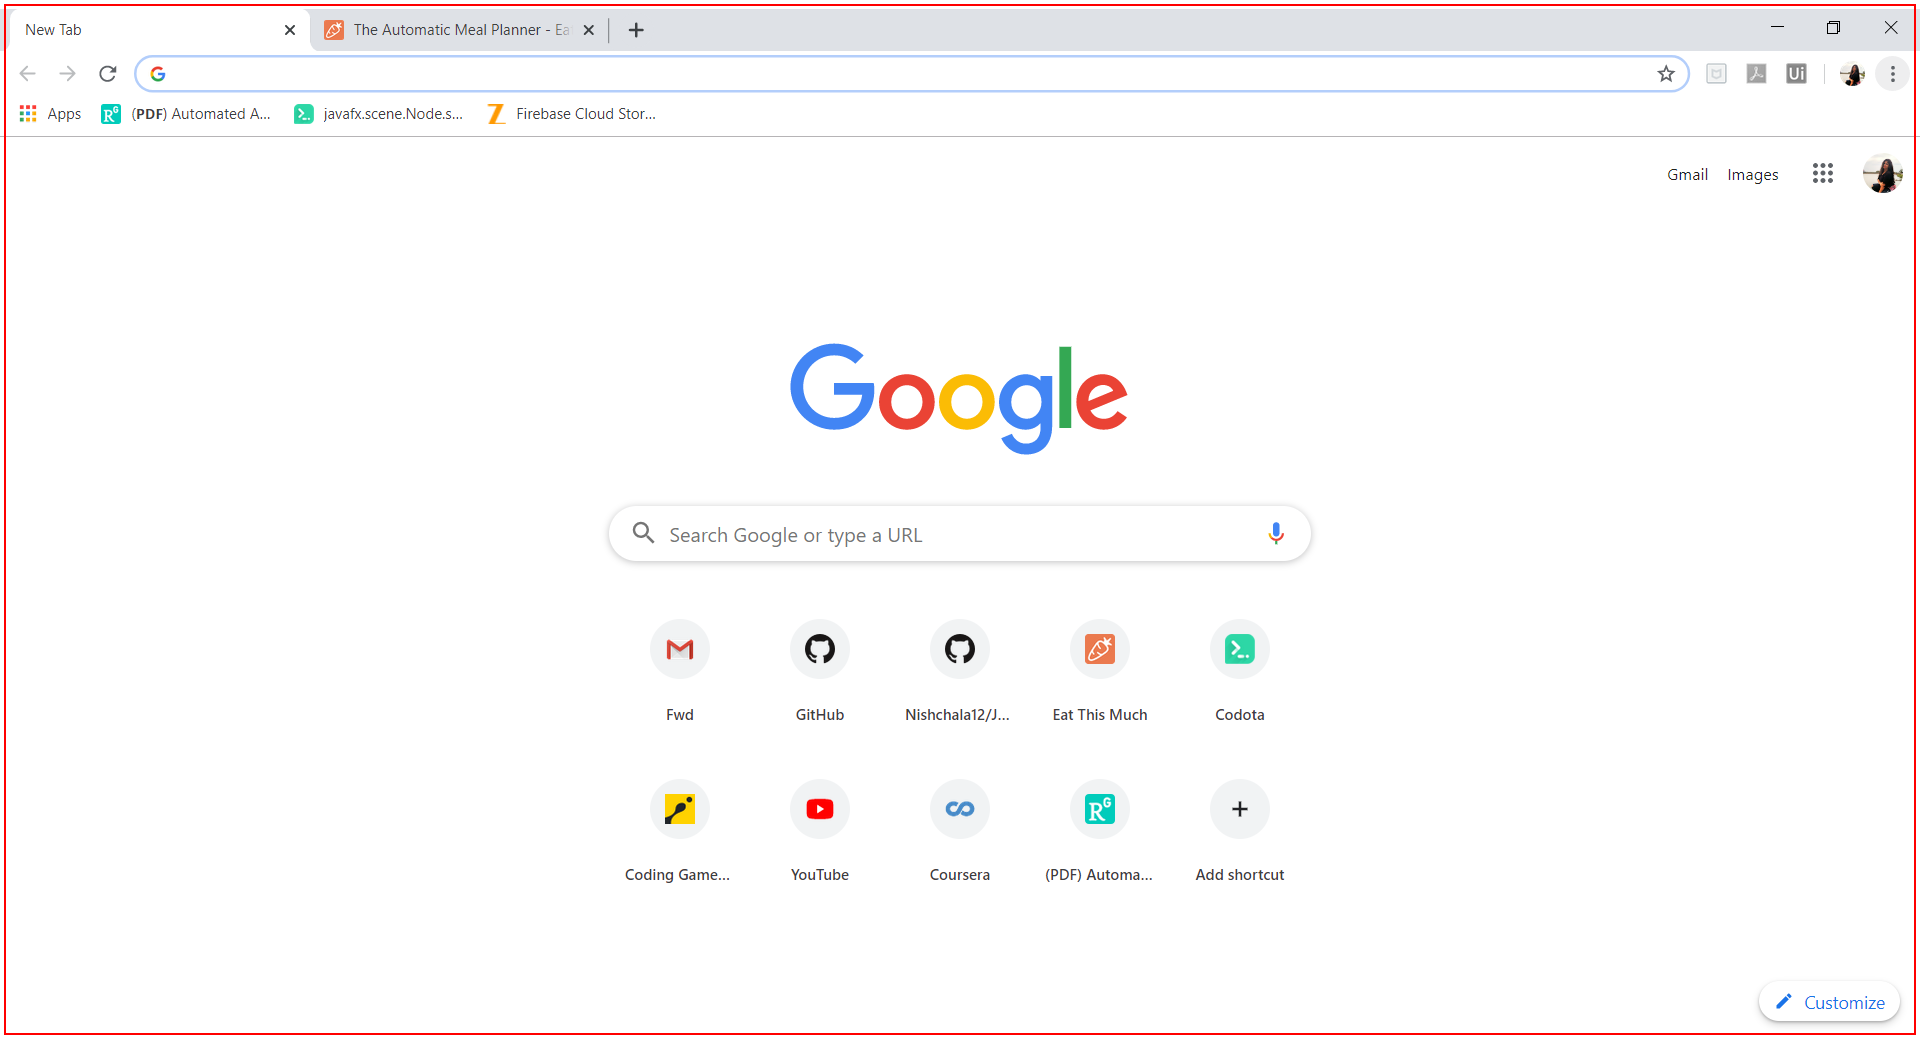 New Tab
The Automatic Meal Planner - Ea
Ui
Apps
(PDF) Automated A...
javafx.scene.Node.s...
Firebase Cloud Stor...
Gmail Images
Google
Search Google or type a URL
Fwd GitHub Nishchala12/J... Eat This Much Codota
Coding Game... YouTube Coursera (PDF) Automa... Add shortcut
Customize